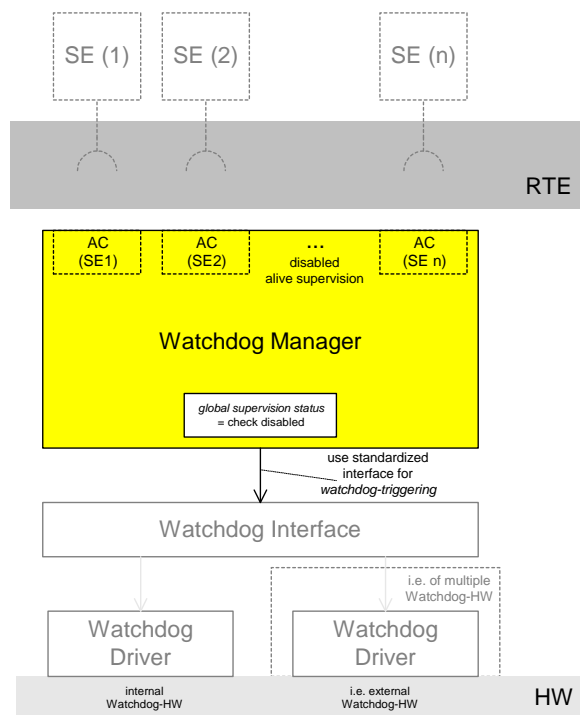 SE (1)
SE (2)
SE (n)
RTE
AC
(SE1)
AC
(SE2)
...
disabled
alive supervision
AC
(SE n)
Watchdog Manager
global supervision status
= check disabled
use standardized
interface for
watchdog-triggering
Watchdog Interface
i.e. of multiple
Watchdog-HW
Watchdog
Driver
Watchdog
Driver
internal
Watchdog-HW
i.e. external
Watchdog-HW
HW